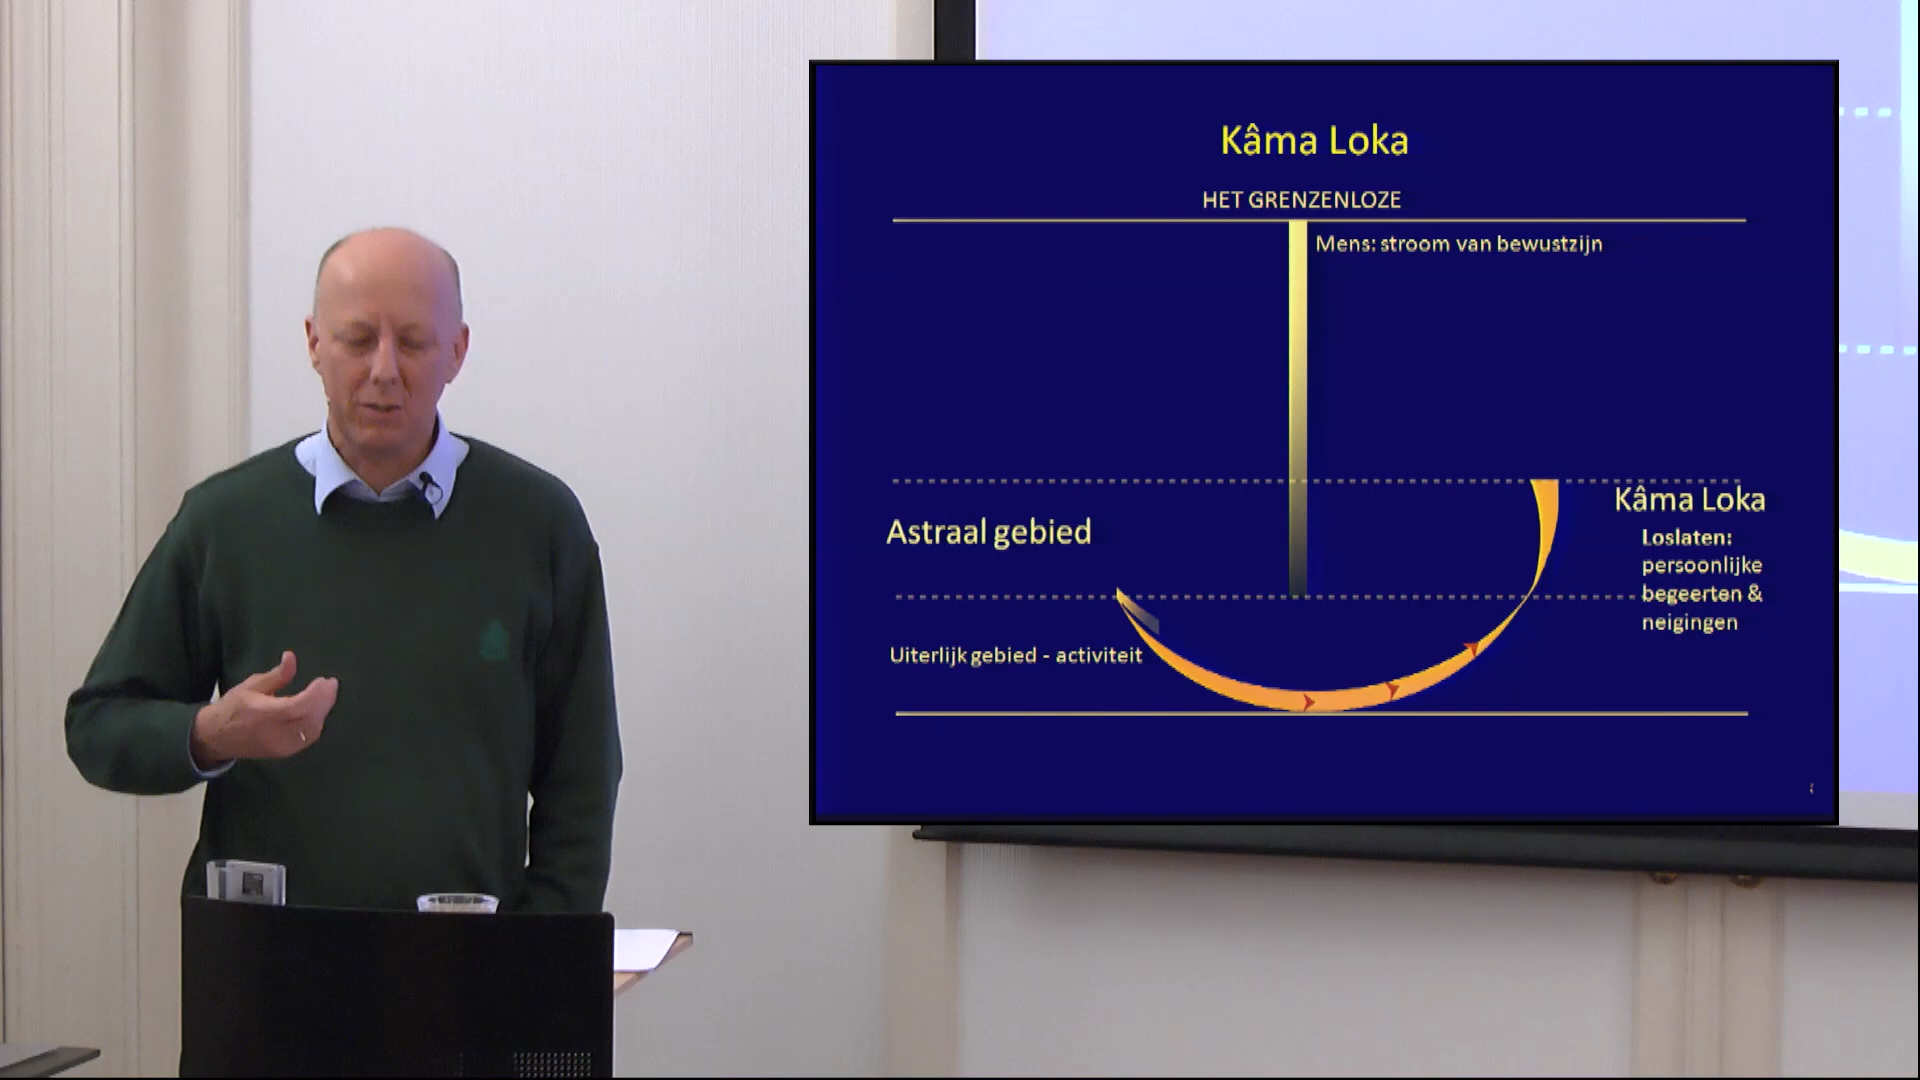 Kâma Loka
HET GRENZENLOZE
Mens: stroom van bewustzijn
Kâma Loka
Astraal gebied
Loslaten:
persoonlijke
begeerten &
neigingen
Uiterlijk gebied - activiteit